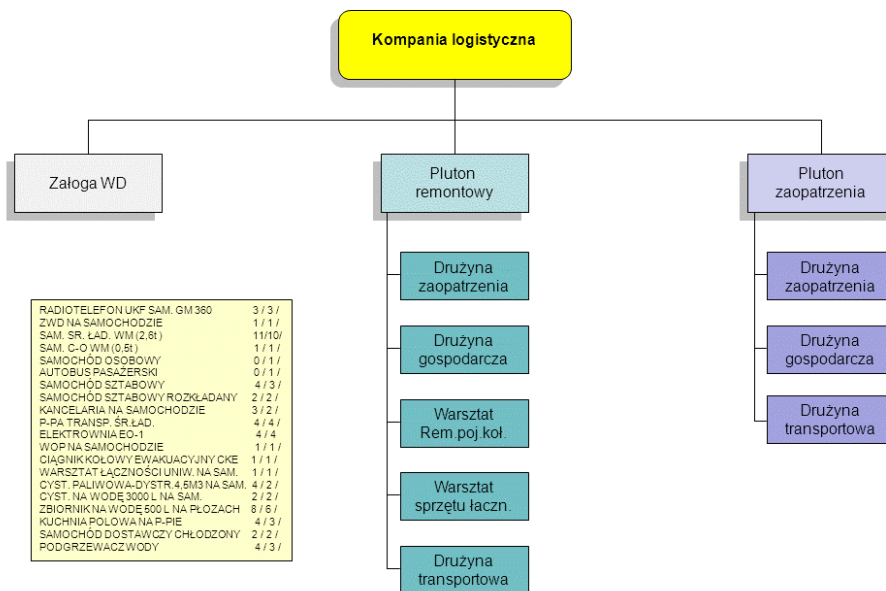 Kompania logistyczna
Załoga WD
Pluton
remontowy
Pluton
zaopatrzenia
Drużyna
zaopatrzenia
Drużyna
gospodarcza
Warsztat
Rem.poj.koł.
Warsztat
sprzętu łaczn.
Drużyna
transportowa
Drużyna
zaopatrzenia
Drużyna
gospodarcza
Drużyna
transportowa
RADIOTELEFON UKF SAM. GM 360 3 / 3 /
ZWD NA SAMOCHODZIE 1 / 1 /
SAM. SR. ŁAD. WM (2,6t ) 11/10/
SAM. C-O WM (0,5t ) 1 / 1 /
SAMOCHÓD OSOBOWY 0 / 1 /
AUTOBUS PASAŻERSKI 0 / 1 /
SAMOCHÓD SZTABOWY 4 / 3 /
SAMOCHÓD SZTABOWY ROZKŁADANY 2 / 2 /
KANCELARIA NA SAMOCHODZIE 3 / 2 /
P-PA TRANSP. ŚR.ŁAD. 4 / 4 /
ELEKTROWNIA EO-1 4 / 4
WOP NA SAMOCHODZIE 1 / 1 /
CIĄGNIK KOŁOWY EWAKUACYJNY CKE 1 / 1 /
WARSZTAT ŁĄCZNOŚCI UNIW. NA SAM. 1 / 1 /
CYST. PALIWOWA-DYSTR.4,5M3 NA SAM. 4 / 2 /
CYST. NA WODĘ 3000 L NA SAM. 2 / 2 /
ZBIORNIK NA WODĘ 500 L NA PŁOZACH 8 / 6 /
KUCHNIA POLOWA NA P-PIE 4 / 3 /
SAMOCHÓD DOSTAWCZY CHŁODZONY 2 / 2 /
PODGRZEWACZ WODY 4 / 3 /